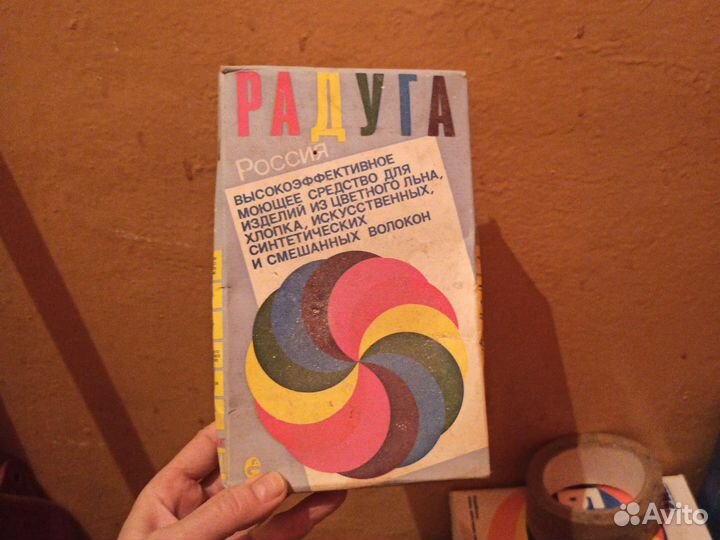 РАДУГА
Россия
ВЫСОКОЭФФЕКТИВНОЕ
МОЮЩЕЕ СРЕДСТВО ДЛЯ
ИЗДЕЛИЙ ИЗ ЦВЕТНОГО ЛЬНА,
ХЛОПКА, ИСКУССТВЕННЫХ,
СИНТЕТИЧЕСКИХ
И СМЕШАННЫХ ВОЛОКОН
Avito